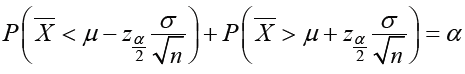 P(X̅ < μ − z_{α/2} σ/√n) + P(X̅ > μ + z_{α/2} σ/√n) = α